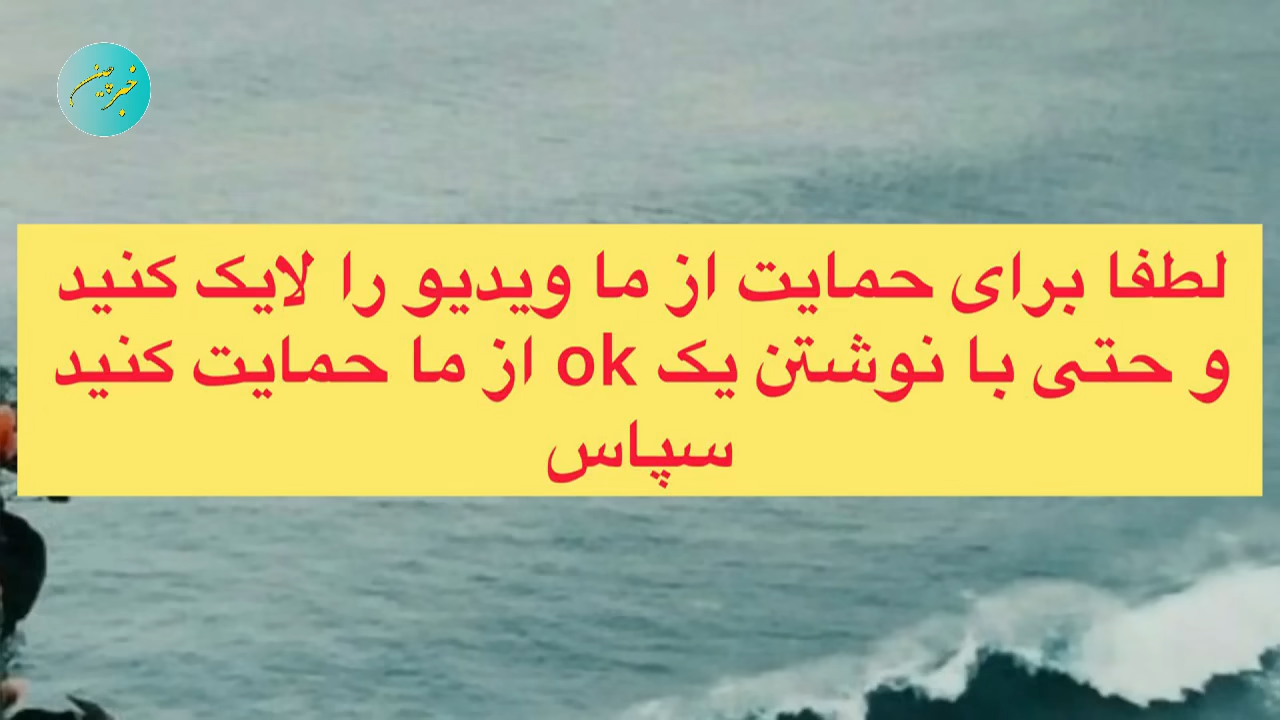 خبرچین
لطفا برای حمایت از ما ویدیو را لایک کنید
و حتی با نوشتن یک ok از ما حمایت کنید
سپاس